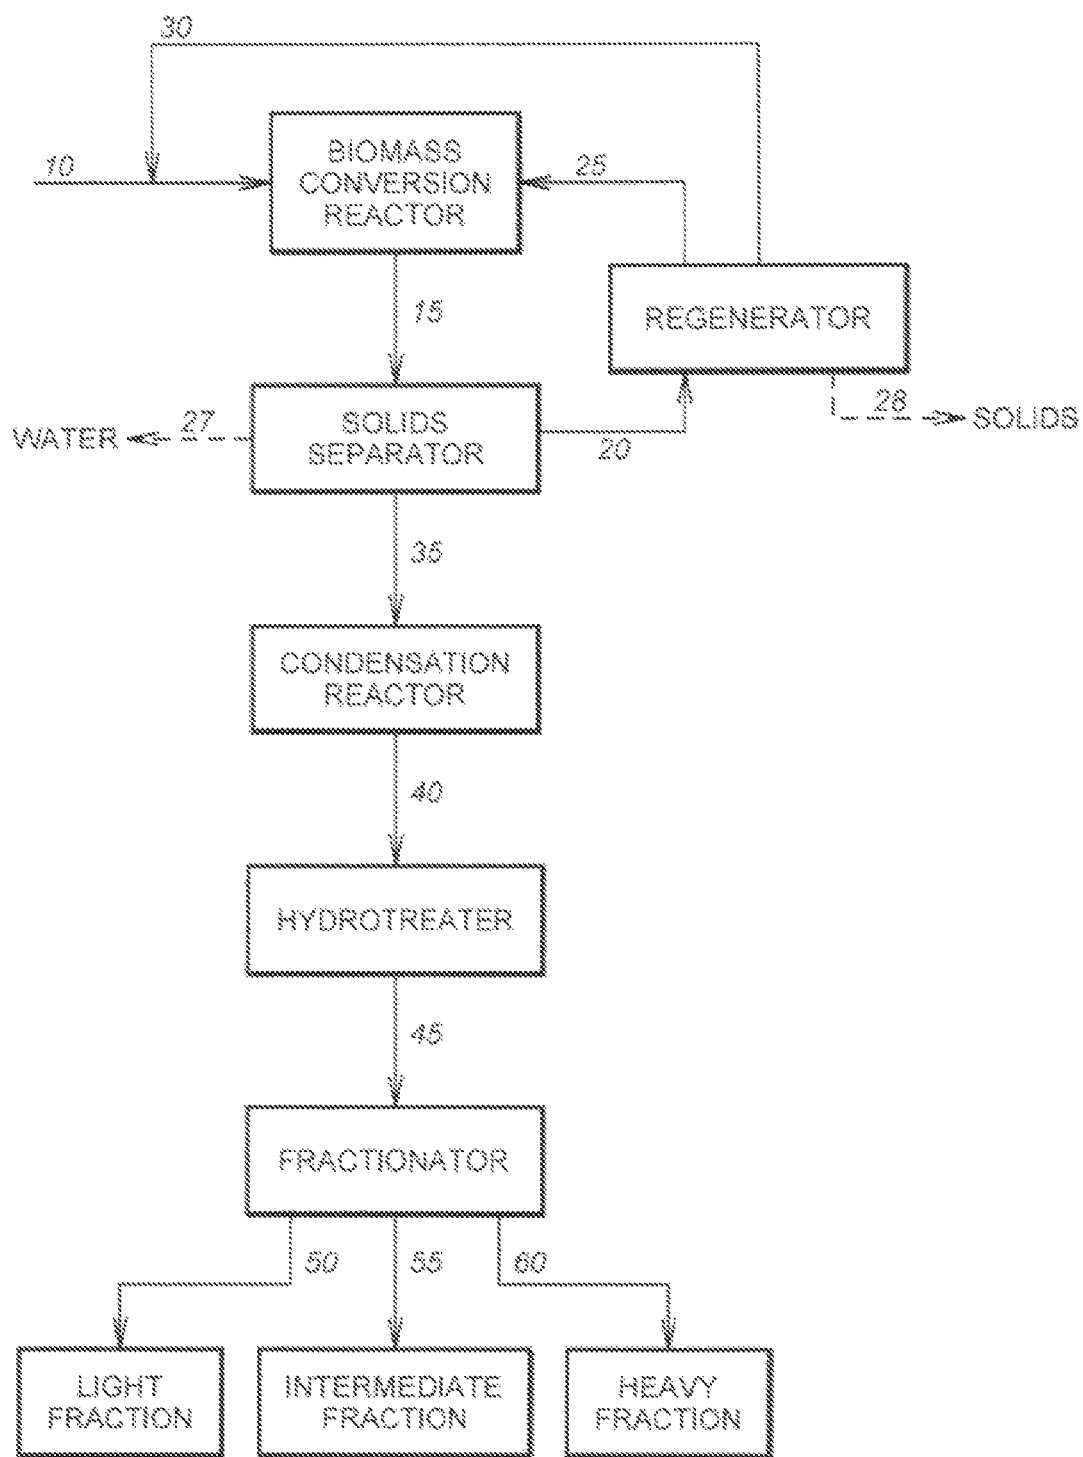 30
10
BIOMASS
CONVERSION
REACTOR
25
15
REGENERATOR
WATER
27
SOLIDS
SEPARATOR
20
28
SOLIDS
35
CONDENSATION
REACTOR
40
HYDROTREATER
45
FRACTIONATOR
50
55
60
LIGHT
FRACTION
INTERMEDIATE
FRACTION
HEAVY
FRACTION